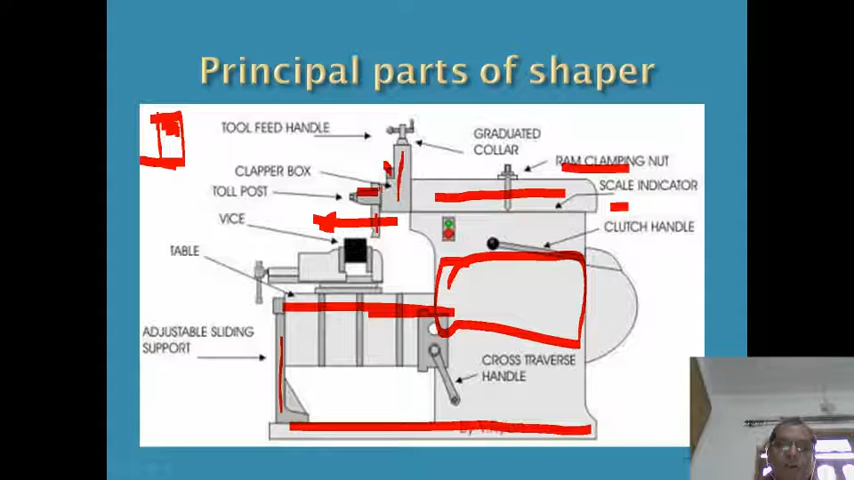 Principal parts of shaper
TOOL FEED HANDLE
GRADUATED
COLLAR
RAM CLAMPING NUT
CLAPPER BOX
SCALE INDICATOR
TOLL POST
VICE
CLUTCH HANDLE
TABLE
ADJUSTABLE SLIDING
SUPPORT
CROSS TRAVERSE
HANDLE